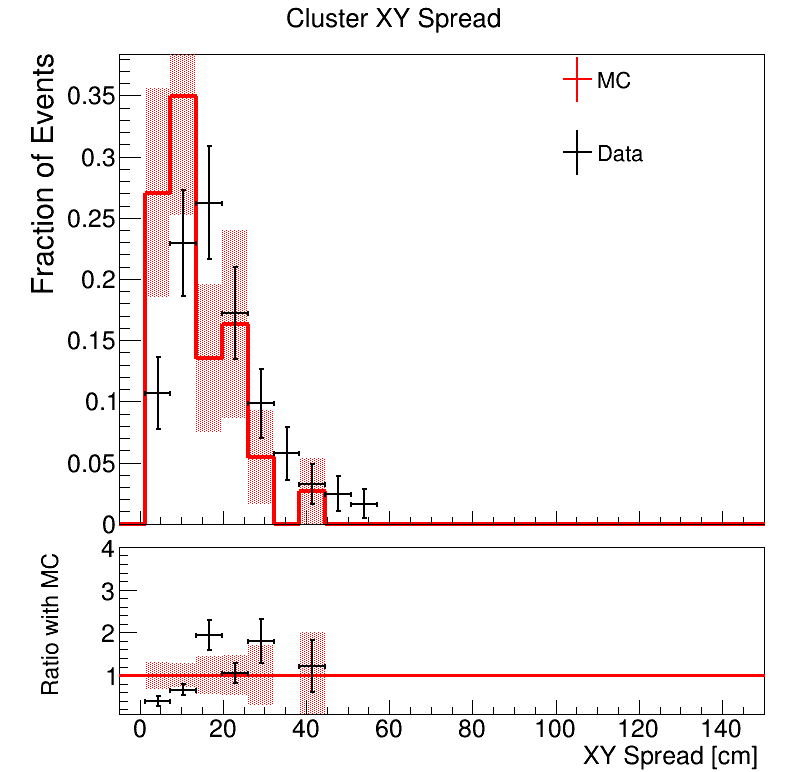 Cluster XY Spread
Fraction of Events
0.35
0.3
0.25
0.2
0.15
0.1
0.05
0
MC
Data
Ratio with MC
4
3
2
1
0 20 40 60 80 100 120 140
XY Spread [cm]